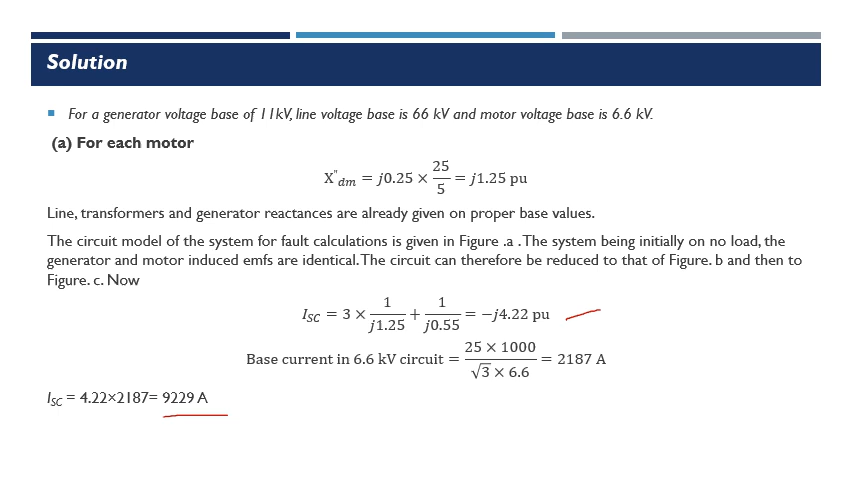 Solution
For a generator voltage base of 11kV, line voltage base is 66 kV and motor voltage base is 6.6 kV.
(a) For each motor
X"dm = j0.25 × 25/5 = j1.25 pu
Line, transformers and generator reactances are already given on proper base values.
The circuit model of the system for fault calculations is given in Figure .a .The system being initially on no load, the
generator and motor induced emfs are identical.The circuit can therefore be reduced to that of Figure. b and then to
Figure. c. Now
ISC = 3 × 1/j1.25 + 1/j0.55 = −j4.22 pu
Base current in 6.6 kV circuit = 25 × 1000/√3 × 6.6 = 2187 A
ISC = 4.22×2187= 9229 A